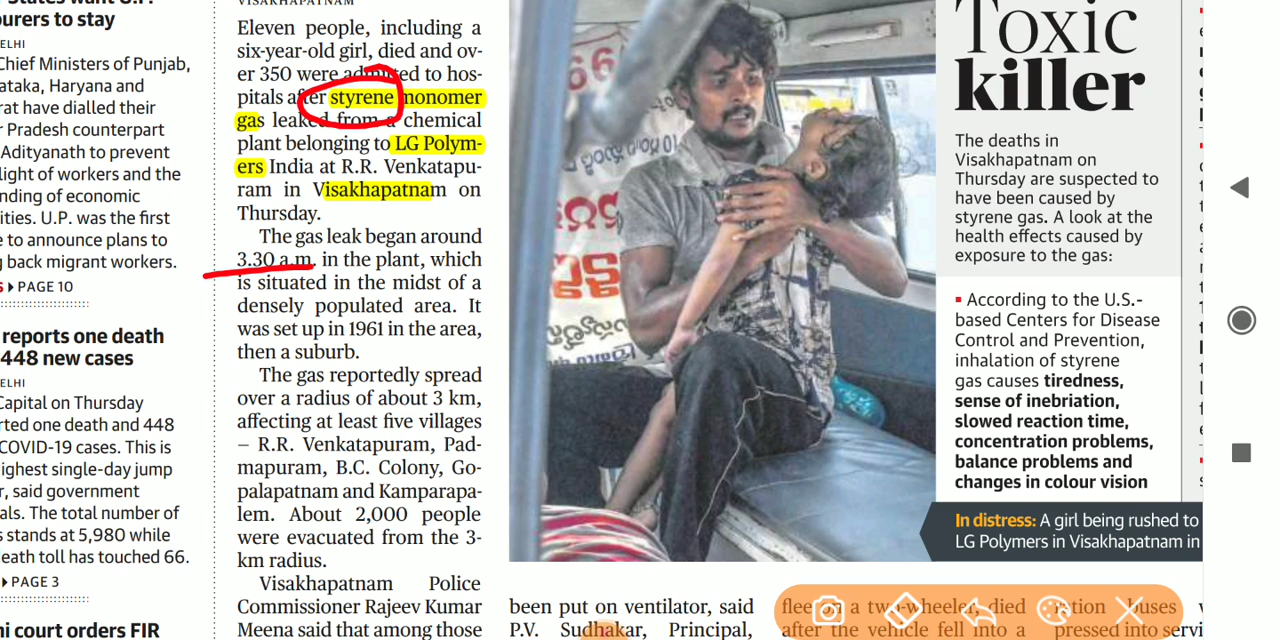 ourers to stay
ELHI
Chief Ministers of Punjab,
ataka, Haryana and
rat have dialled their
r Pradesh counterpart
Adityanath to prevent
light of workers and the
nding of economic
ities. U.P. was the first
e to announce plans to
g back migrant workers.
PAGE 10
reports one death
448 new cases
ELHI
Capital on Thursday
rted one death and 448
COVID-19 cases. This is
ighest single-day jump
r, said government
als. The total number of
s stands at 5,980 while
death toll has touched 66.
PAGE 3
ni court orders FIR
VISAKHAPATNAM
Eleven people, including a
six-year-old girl, died and ov-
er 350 were admitted to hos-
pitals after styrene monomer
gas leaked from a chemical
plant belonging to LG Polym-
ers India at R.R. Venkatapu-
ram in Visakhapatnam on
Thursday.
The gas leak began around
3.30 a.m. in the plant, which
is situated in the midst of a
densely populated area. It
was set up in 1961 in the area,
then a suburb.
The gas reportedly spread
over a radius of about 3 km,
affecting at least five villages
– R.R. Venkatapuram, Pad-
mapuram, B.C. Colony, Go-
palapatnam and Kamparapa-
lem. About 2,000 people
were evacuated from the 3-
km radius.
Visakhapatnam Police
Commissioner Rajeev Kumar
Meena said that among those
been put on ventilator, said
P.V. Sudhakar, Principal,
flee on a two-wheeler, died
after the vehicle fell into a
ration buses
pressed into servi
Toxic
killer
The deaths in
Visakhapatnam on
Thursday are suspected to
have been caused by
styrene gas. A look at the
health effects caused by
exposure to the gas:
According to the U.S.-
based Centers for Disease
Control and Prevention,
inhalation of styrene
gas causes tiredness,
sense of inebriation,
slowed reaction time,
concentration problems,
balance problems and
changes in colour vision
In distress: A girl being rushed to
LG Polymers in Visakhapatnam in